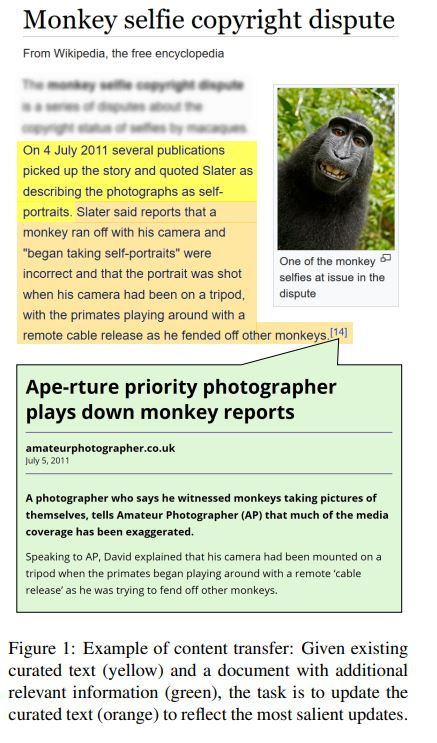 Monkey selfie copyright dispute
From Wikipedia, the free encyclopedia
The monkey selfie copyright dispute
is a series of disputes about the
copyright status of selfies by macaques
On 4 July 2011 several publications
picked up the story and quoted Slater as
describing the photographs as self-
portraits. Slater said reports that a
monkey ran off with his camera and
"began taking self-portraits" were
incorrect and that the portrait was shot
when his camera had been on a tripod,
with the primates playing around with a
remote cable release as he fended off other monkeys.[14]
One of the monkey
selfies at issue in the
dispute
Ape-rture priority photographer
plays down monkey reports
amateurphotographer.co.uk
July 5, 2011
A photographer who says he witnessed monkeys taking pictures of
themselves, tells Amateur Photographer (AP) that much of the media
coverage has been exaggerated.
Speaking to AP, David explained that his camera had been mounted on a
tripod when the primates began playing around with a remote ‘cable
release’ as he was trying to fend off other monkeys.
Figure 1: Example of content transfer: Given existing
curated text (yellow) and a document with additional
relevant information (green), the task is to update the
curated text (orange) to reflect the most salient updates.